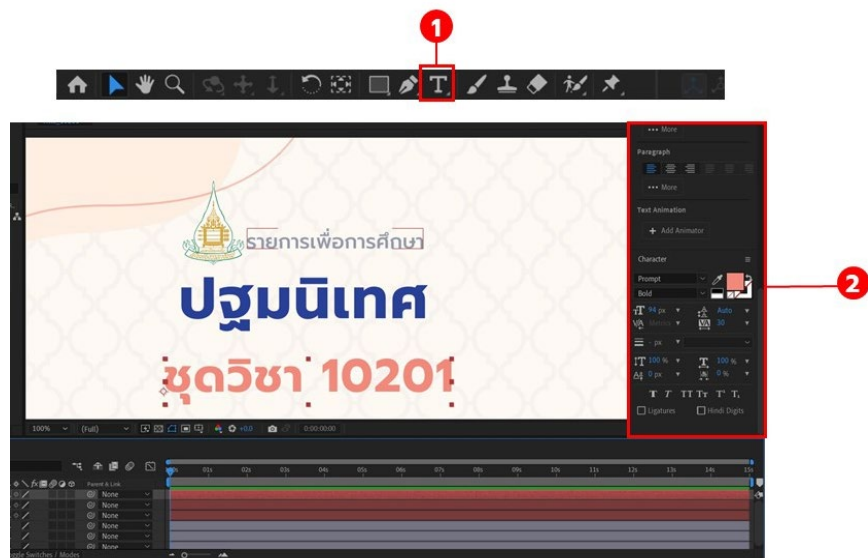 1
••• More
Paragraph
••• More
Text Animation
+ Add Animator
Character
Prompt
Bold
94 px Auto
30
- px
100 % 100 %
0 px 0 %
T T TT Tт T' T,
Ligatures Hindi Digits
2
รายการเพื่อการศึกษา
ปฐมนิเทศ
ชุดวิชา 10201
100% (Full) +0.0 0:00:00:00
Parent & Link
01s 02s 03s 04s 05s 06s 07s 08s 09s 10s 11s 12s 13s 14s 15s
None
None
None
None
None
None
Toggle Switches / Modes